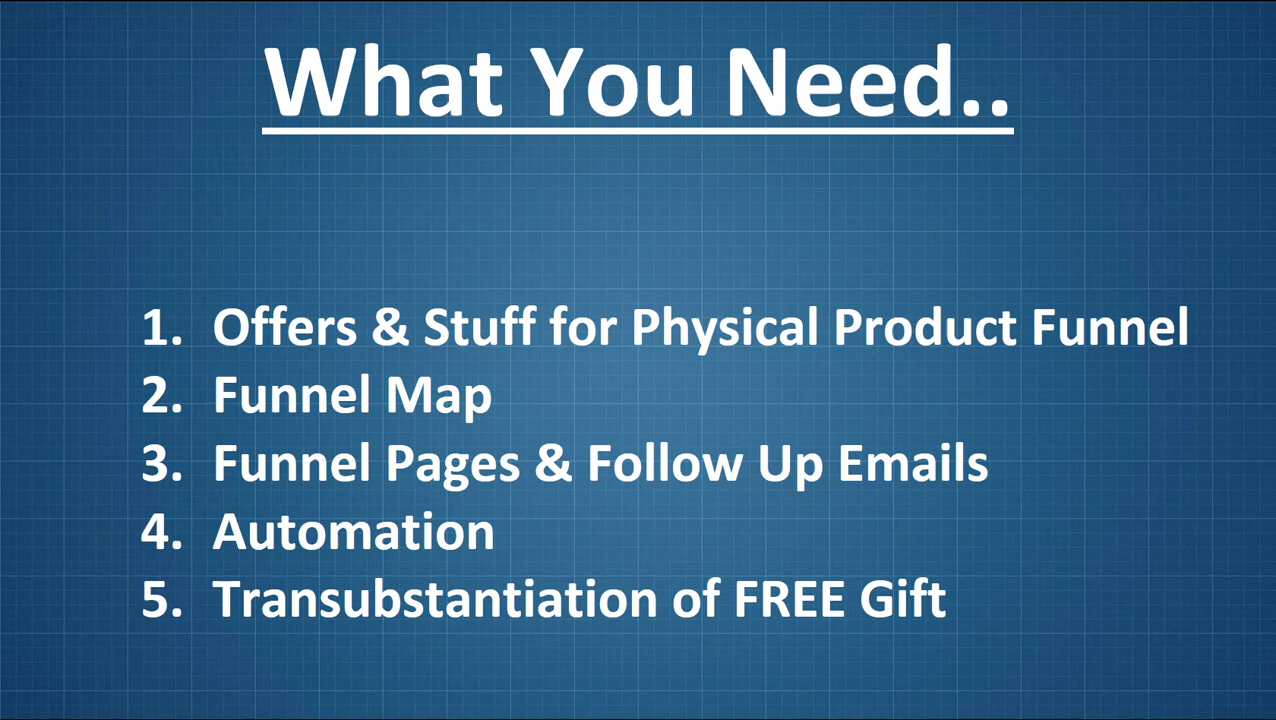 What You Need..
1. Offers & Stuff for Physical Product Funnel
2. Funnel Map
3. Funnel Pages & Follow Up Emails
4. Automation
5. Transubstantiation of FREE Gift